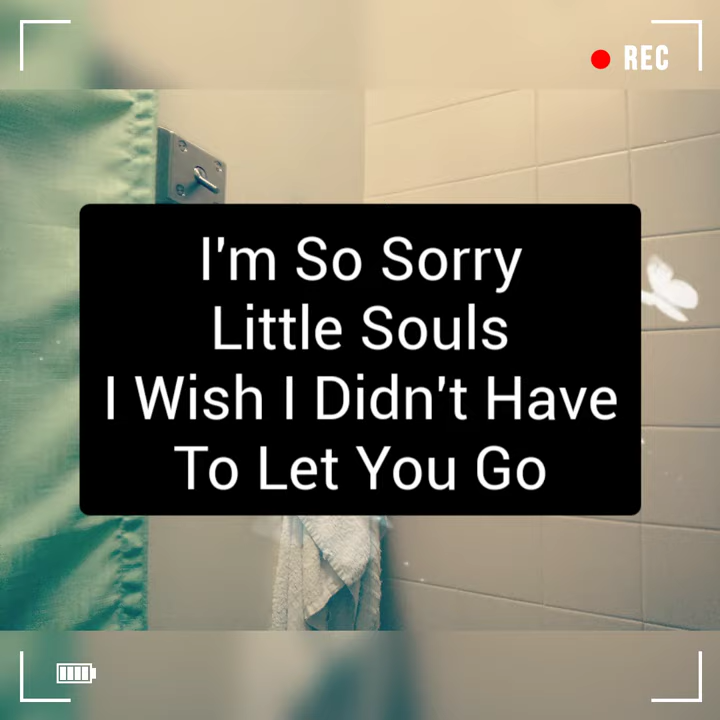 REC
I'm So Sorry
Little Souls
I Wish I Didn't Have
To Let You Go